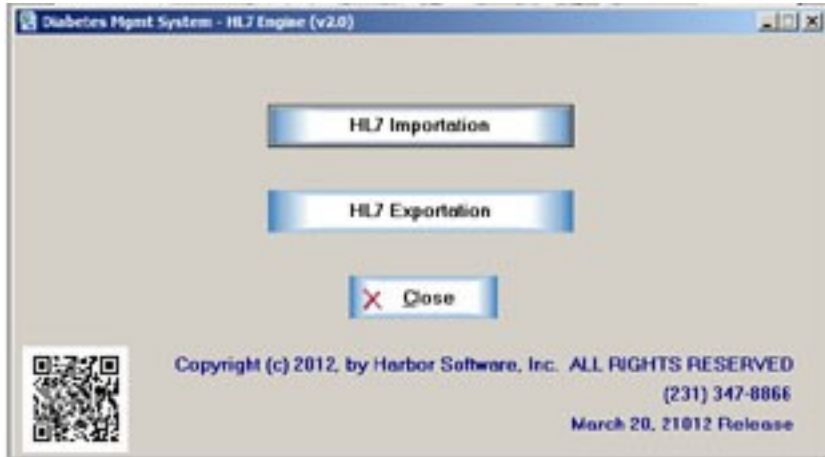 Diabetes Mgmt System - HL7 Engine (v2.0)
HL7 Importation
HL7 Exportation
Close
Copyright (c) 2012, by Harbor Software, Inc. ALL RIGHTS RESERVED
(231) 347-8866
March 20, 21012 Release